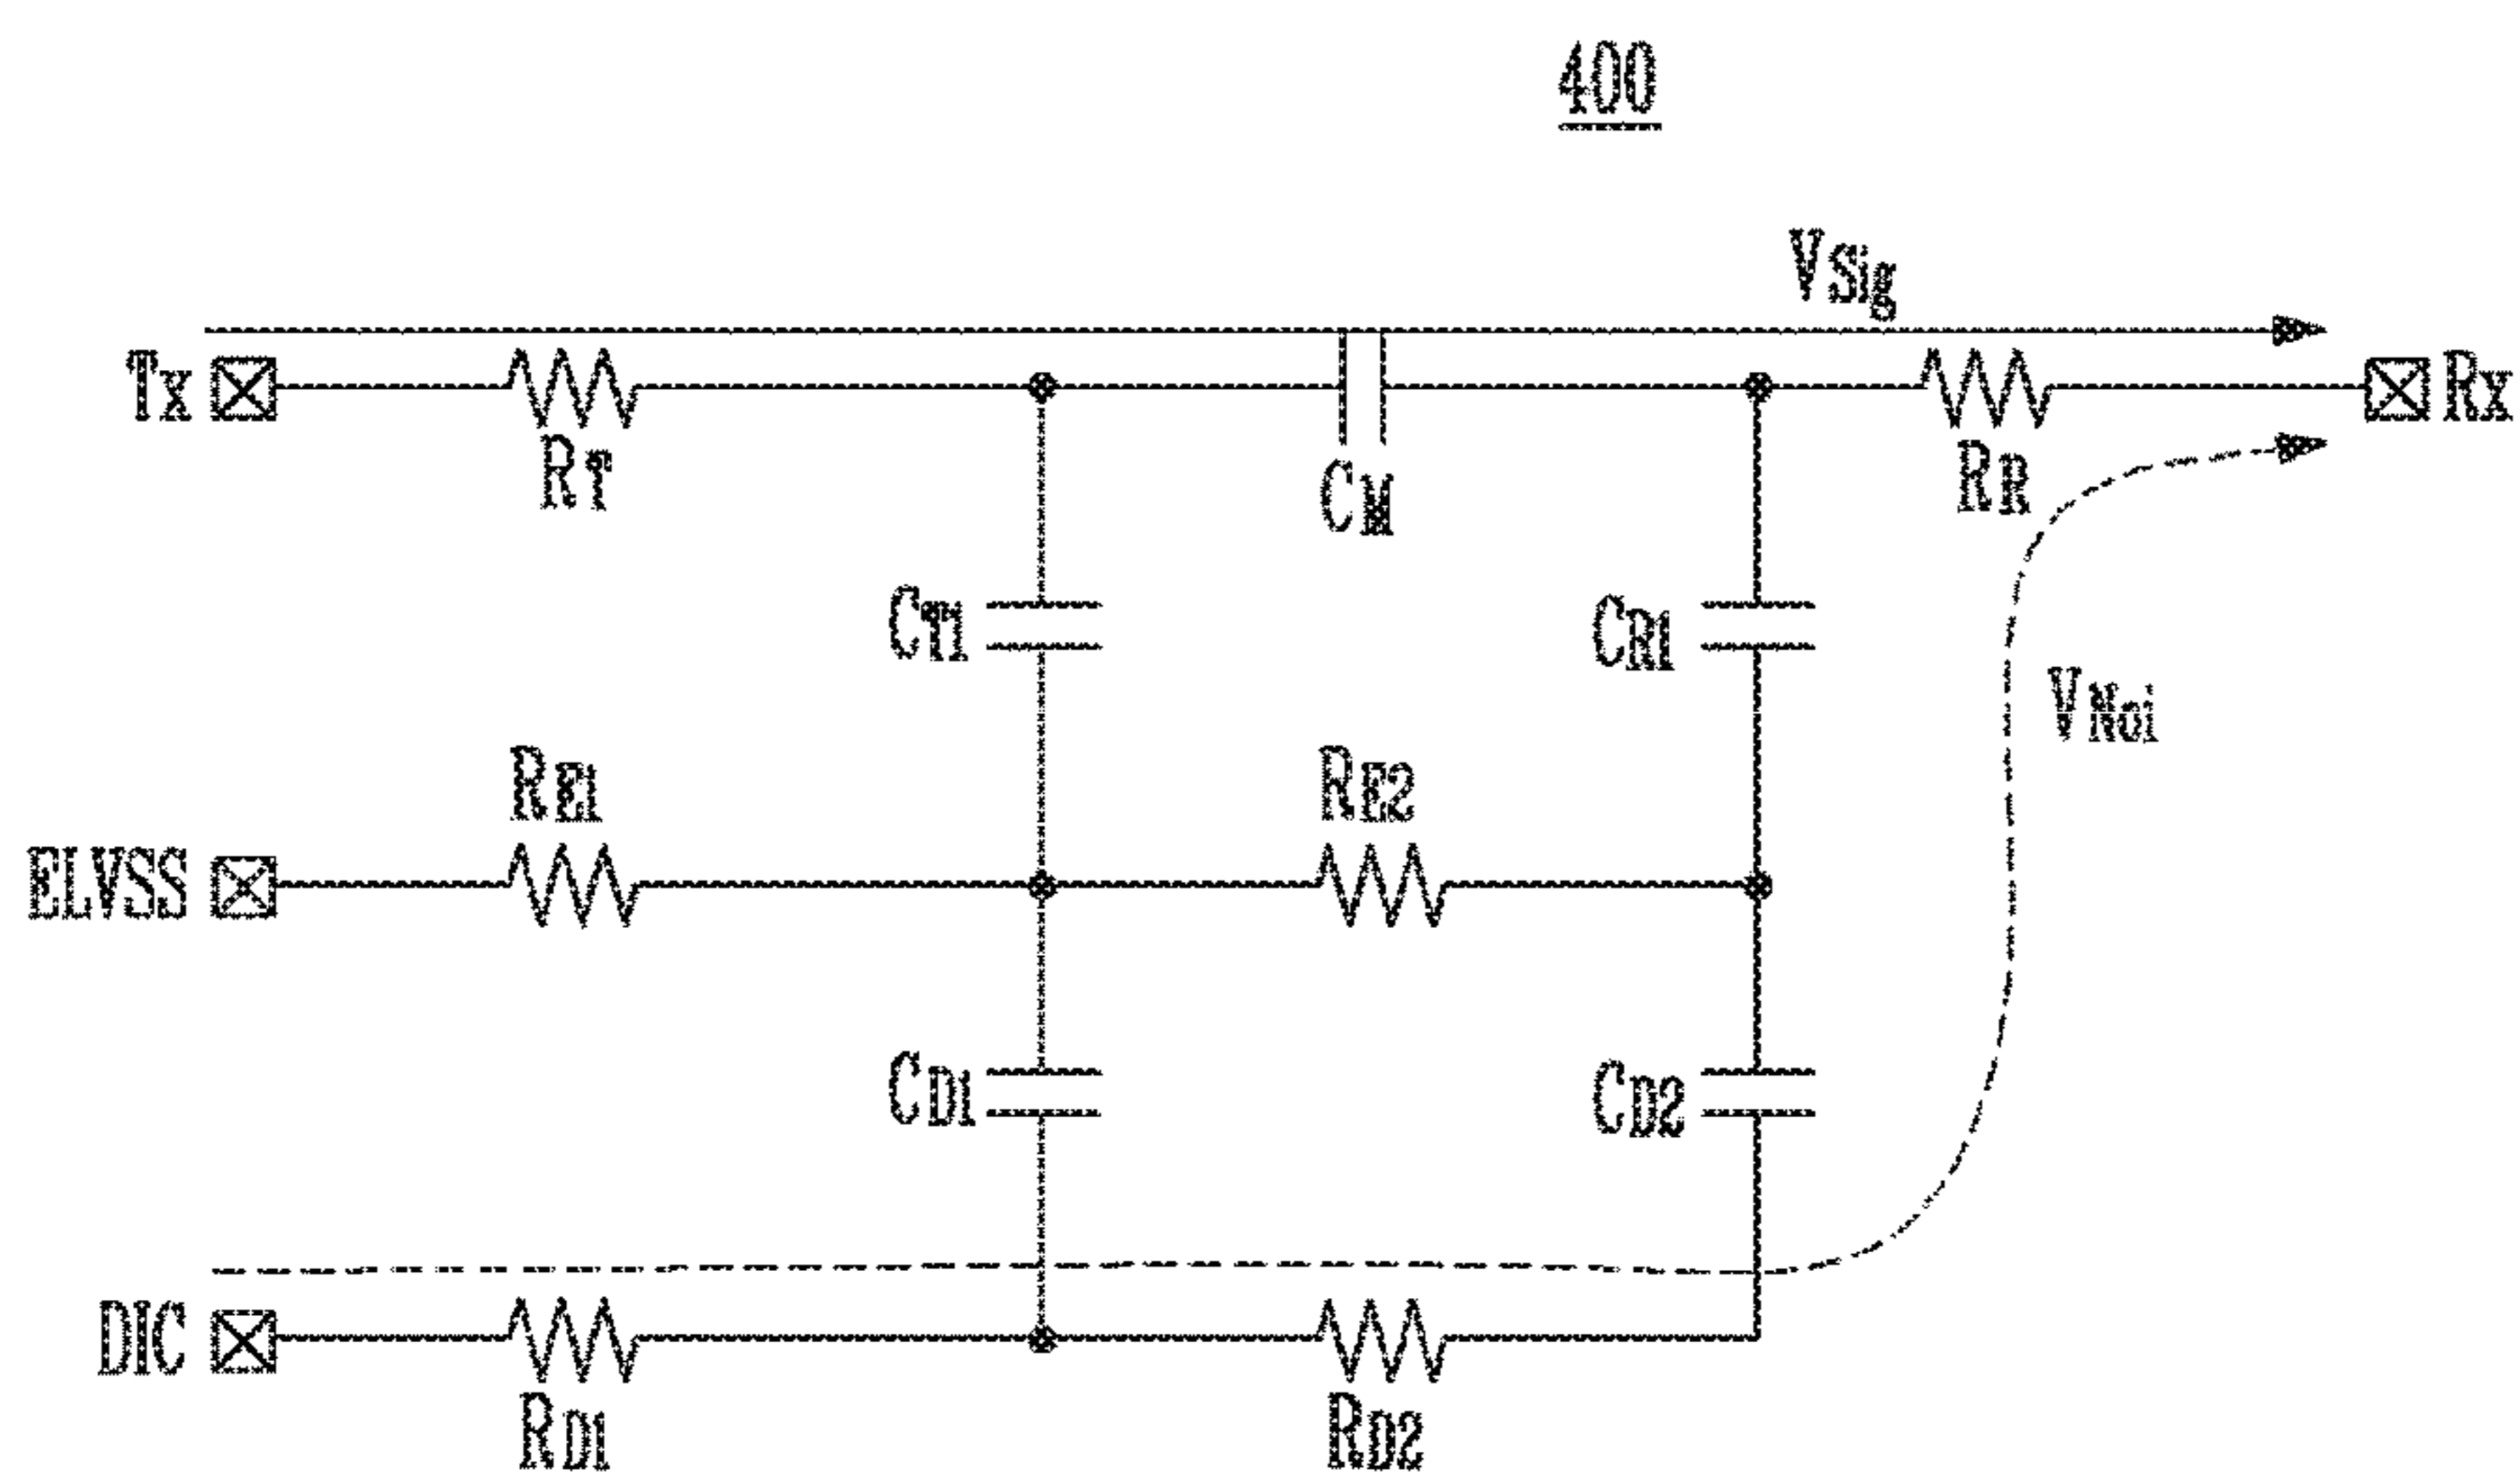 400
VSig
Tx
Rx
RT
CM
RR
CT1
CR1
VNoi
RE1
RE2
ELVSS
CD1
CD2
DIC
RD1
RD2